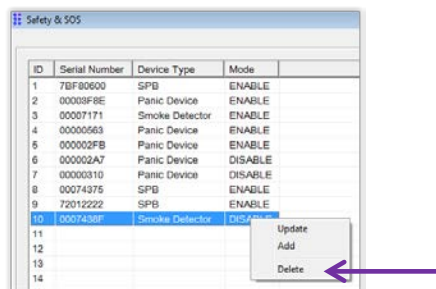 Safety & SOS
ID Serial Number Device Type Mode
1 7BF80600 SPB ENABLE
2 00003F8E Panic Device ENABLE
3 00007171 Smoke Detector ENABLE
4 00000563 Panic Device ENABLE
5 000002FB Panic Device ENABLE
6 000002A7 Panic Device DISABLE
7 00000310 Panic Device DISABLE
8 00074375 SPB ENABLE
9 72012222 SPB ENABLE
10 0007438F Smoke Detector DISABLE
11
Update
12
Add
13
Delete
14